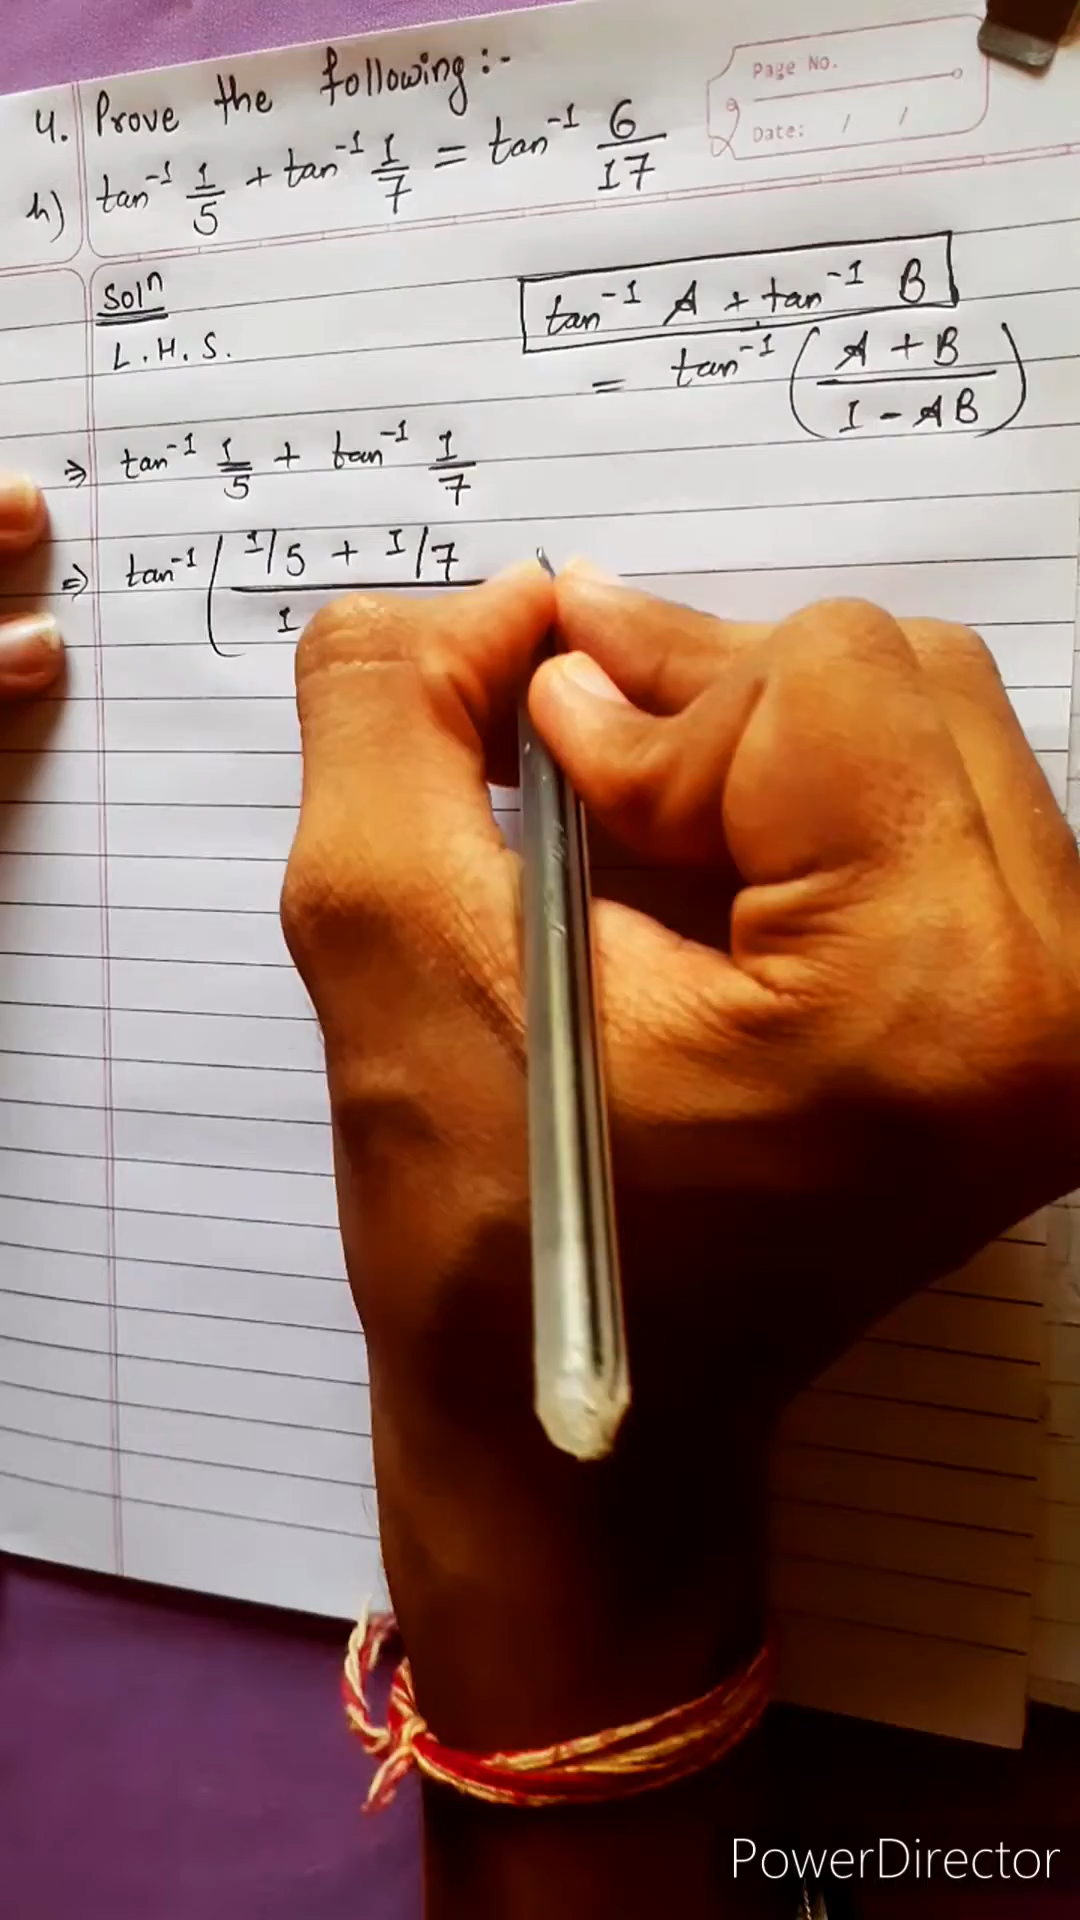 Page No.
Date: / /
4. Prove the following:-
h) tan⁻¹ 1/5 + tan⁻¹ 1/7 = tan⁻¹ 6/17
Solⁿ
L.H.S.
tan⁻¹ A + tan⁻¹ B
= tan⁻¹ (A + B / 1 - AB)
⇒ tan⁻¹ 1/5 + tan⁻¹ 1/7
⇒ tan⁻¹ ( 1/5 + 1/7 / 1
PowerDirector